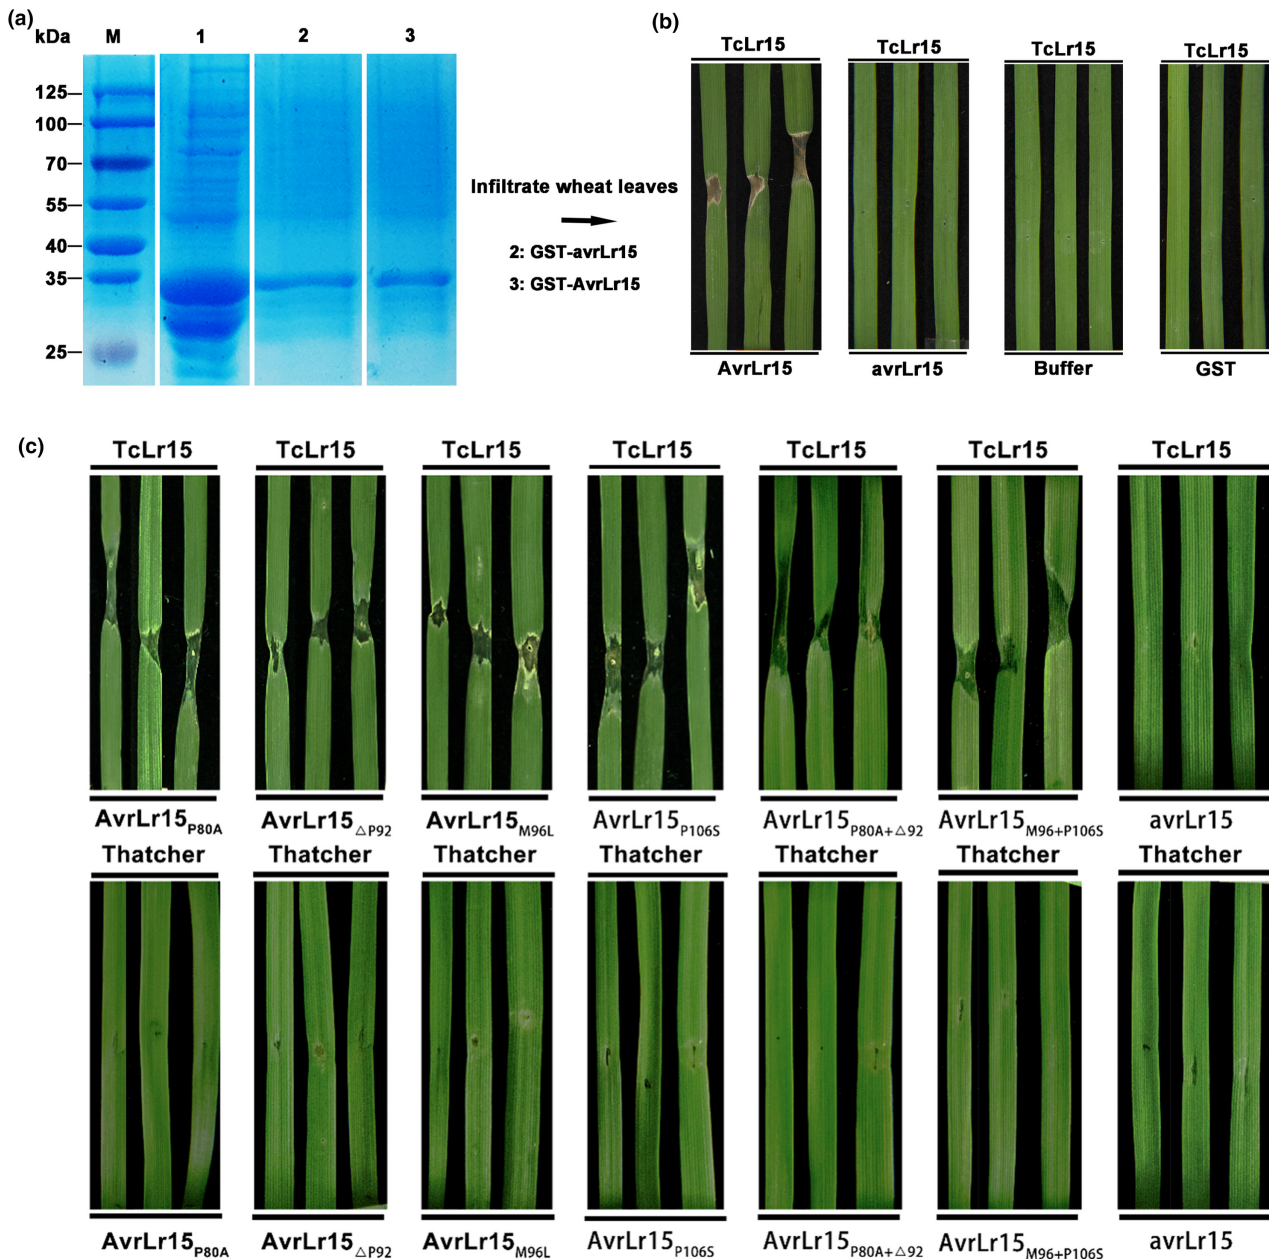 (a)
kDa M 1 2 3
125
100
70
55
40
35
25
Infiltrate wheat leaves
2: GST-avrLr15
3: GST-AvrLr15
(b)
TcLr15 TcLr15 TcLr15 TcLr15
AvrLr15 avrLr15 Buffer GST
(c)
TcLr15 TcLr15 TcLr15 TcLr15 TcLr15 TcLr15 TcLr15
AvrLr15P80A AvrLr15△P92 AvrLr15M96L AvrLr15P106S AvrLr15P80A+△92 AvrLr15M96+P106S avrLr15
Thatcher Thatcher Thatcher Thatcher Thatcher Thatcher Thatcher
AvrLr15P80A AvrLr15△P92 AvrLr15M96L AvrLr15P106S AvrLr15P80A+△92 AvrLr15M96+P106S avrLr15